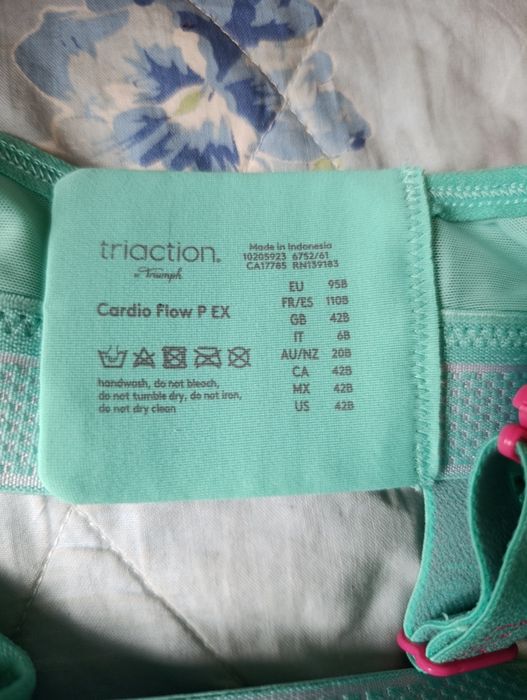 triaction.
by Triumph
Made in Indonesia
10205923 6752/61
CA17785 RN139183
Cardio Flow P EX
EU 95B
FR/ES 110B
GB 42B
IT 6B
AU/NZ 20B
CA 42B
MX 42B
US 42B
handwash, do not bleach,
do not tumble dry, do not iron,
do not dry clean